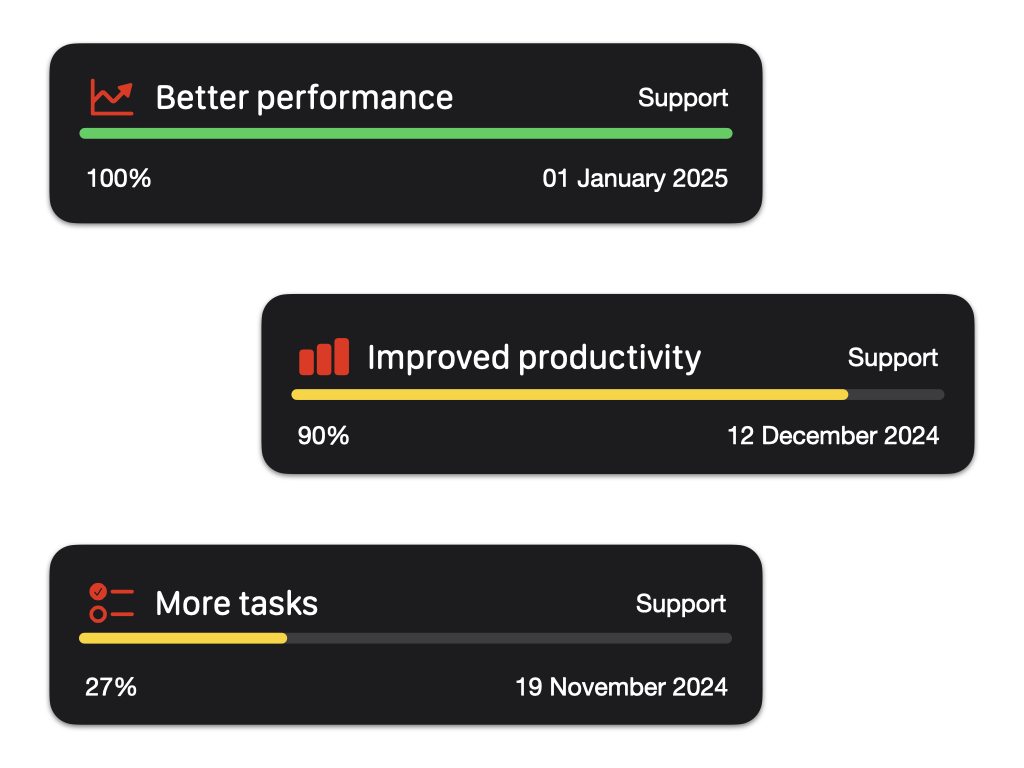 Better performance Support
100% 01 January 2025
Improved productivity Support
90% 12 December 2024
More tasks Support
27% 19 November 2024